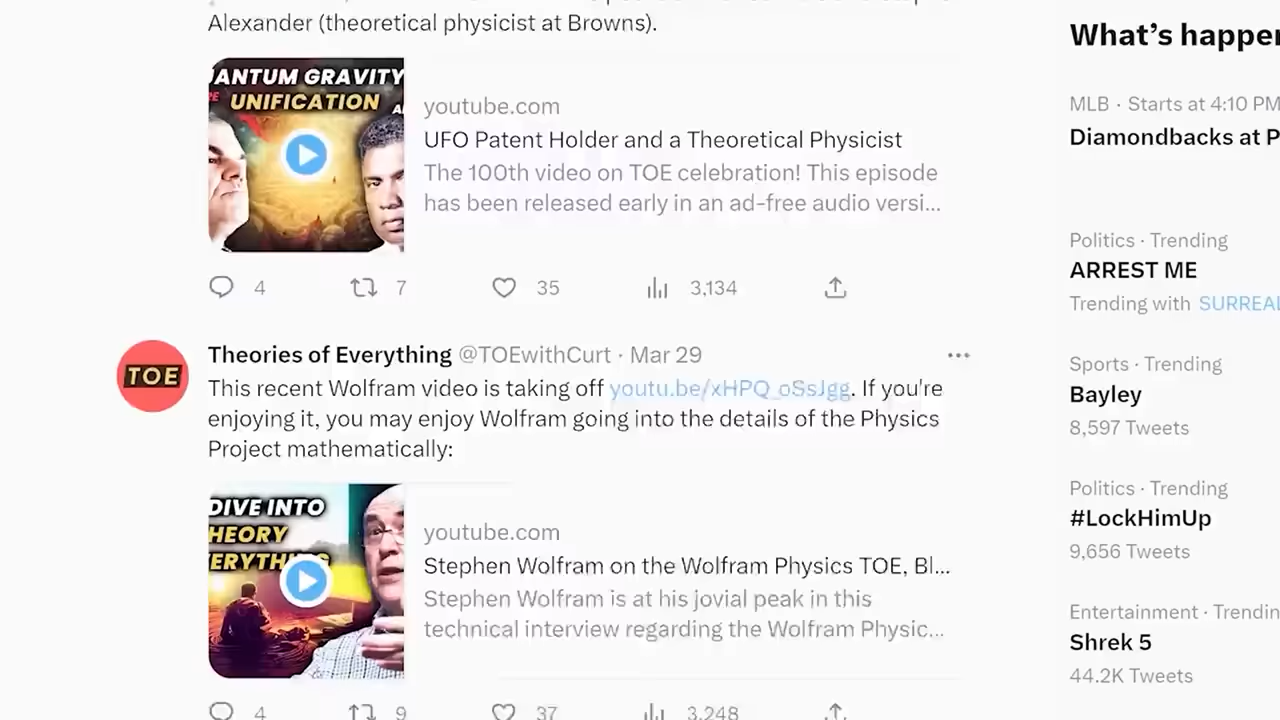 Alexander (theoretical physicist at Browns).
UANTUM GRAVITY
UNIFICATION
youtube.com
UFO Patent Holder and a Theoretical Physicist
The 100th video on TOE celebration! This episode
has been released early in an ad-free audio versi...
4 7 35 3,134
TOE
Theories of Everything @TOEwithCurt · Mar 29
This recent Wolfram video is taking off youtu.be/xHPQ_oSsJgg. If you're
enjoying it, you may enjoy Wolfram going into the details of the Physics
Project mathematically:
DIVE INTO
HEORY
ERYTHING
youtube.com
Stephen Wolfram on the Wolfram Physics TOE, Bl...
Stephen Wolfram is at his jovial peak in this
technical interview regarding the Wolfram Physic...
4 9 37 3,248
What's happen
MLB · Starts at 4:10 PM
Diamondbacks at P
Politics · Trending
ARREST ME
Trending with SURREAL
Sports · Trending
Bayley
8,597 Tweets
Politics · Trending
#LockHimUp
9,656 Tweets
Entertainment · Trendin
Shrek 5
44.2K Tweets